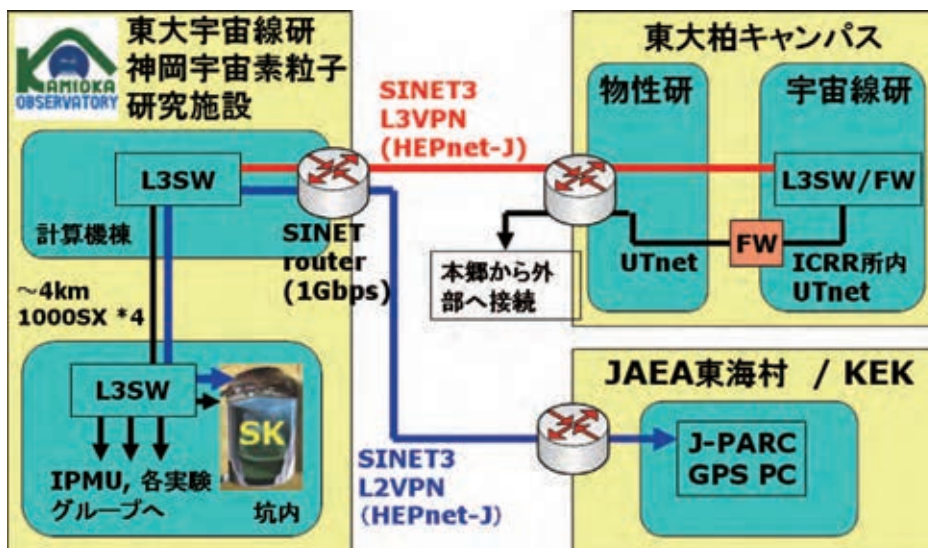 KAMIOKA
OBSERVATORY
東大宇宙線研
神岡宇宙素粒子
研究施設
L3SW
計算機棟
SINET
router
(1Gbps)
～4km
1000SX *4
L3SW
SK
IPMU, 各実験
グループへ
坑内
SINET3
L3VPN
(HEPnet-J)
SINET3
L2VPN
（HEPnet-J）
東大柏キャンパス
物性研
宇宙線研
L3SW/FW
FW
UTnet
ICRR所内
UTnet
本郷から外
部へ接続
JAEA東海村 / KEK
J-PARC
GPS PC